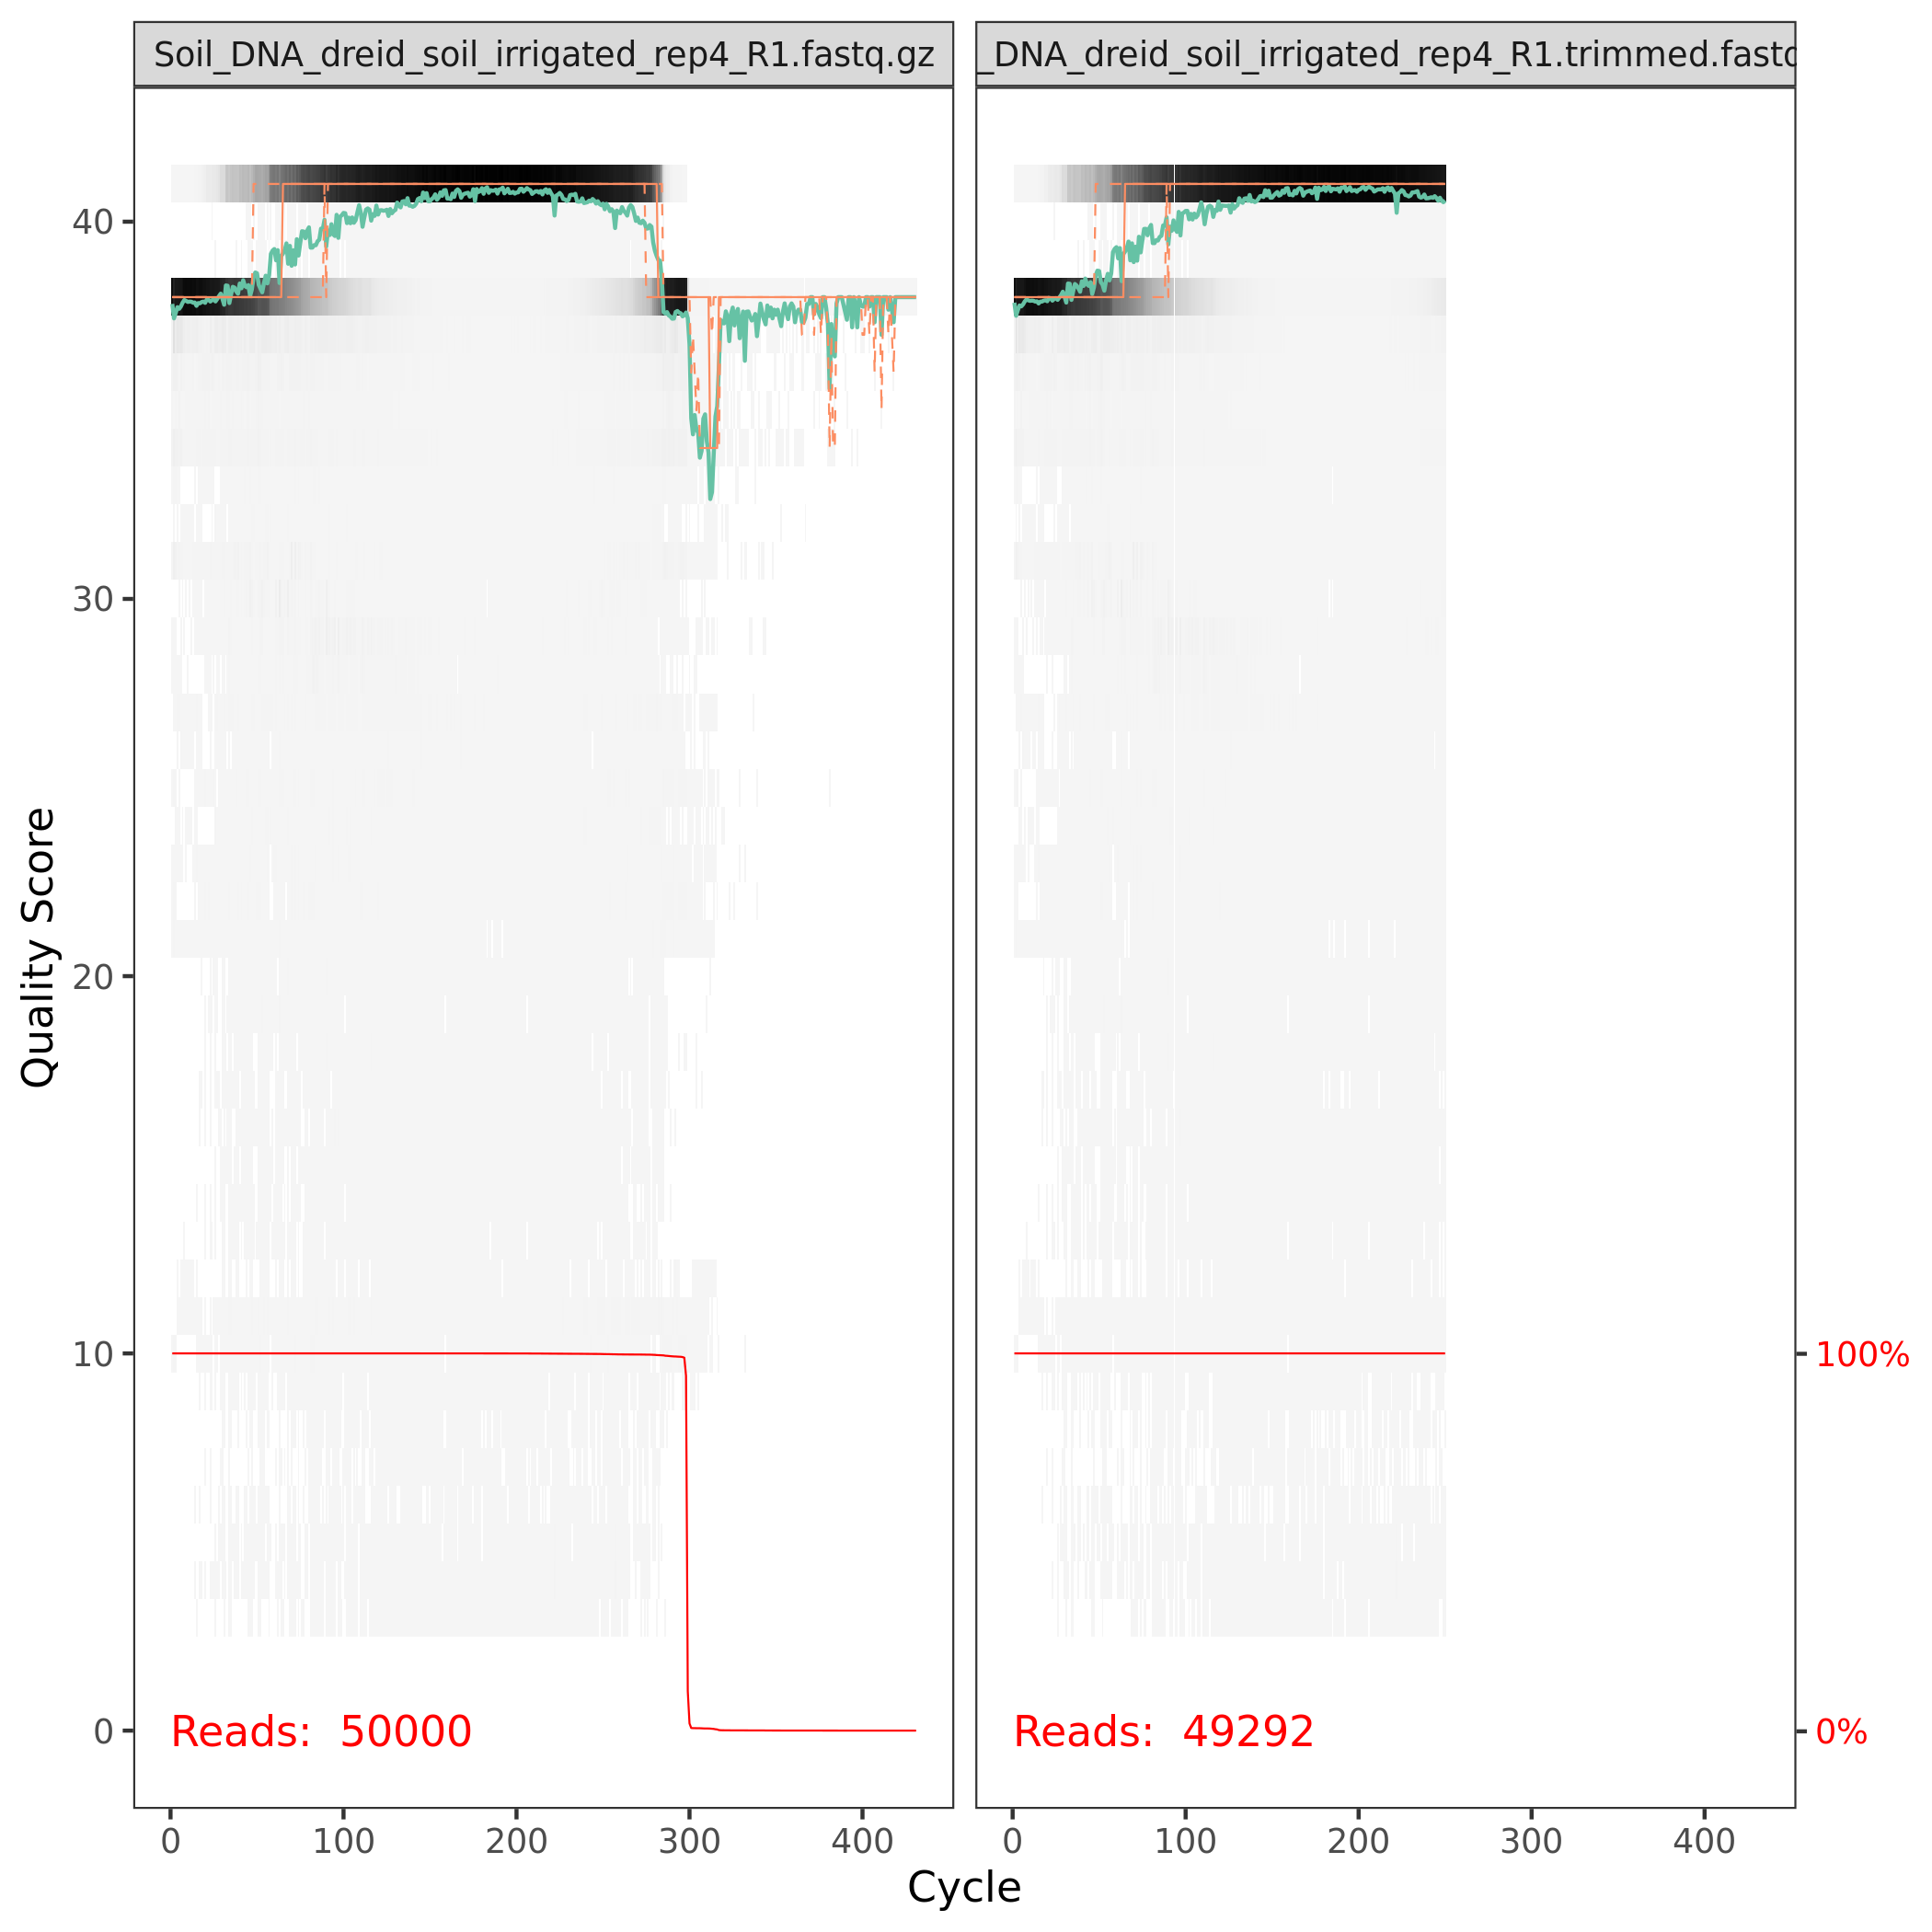 Soil_DNA_dreid_soil_irrigated_rep4_R1.fastq.gz
_DNA_dreid_soil_irrigated_rep4_R1.trimmed.fastq
Quality Score
40
30
20
10
0
100%
0%
Reads: 50000
Reads: 49292
0 100 200 300 400
0 100 200 300 400
Cycle